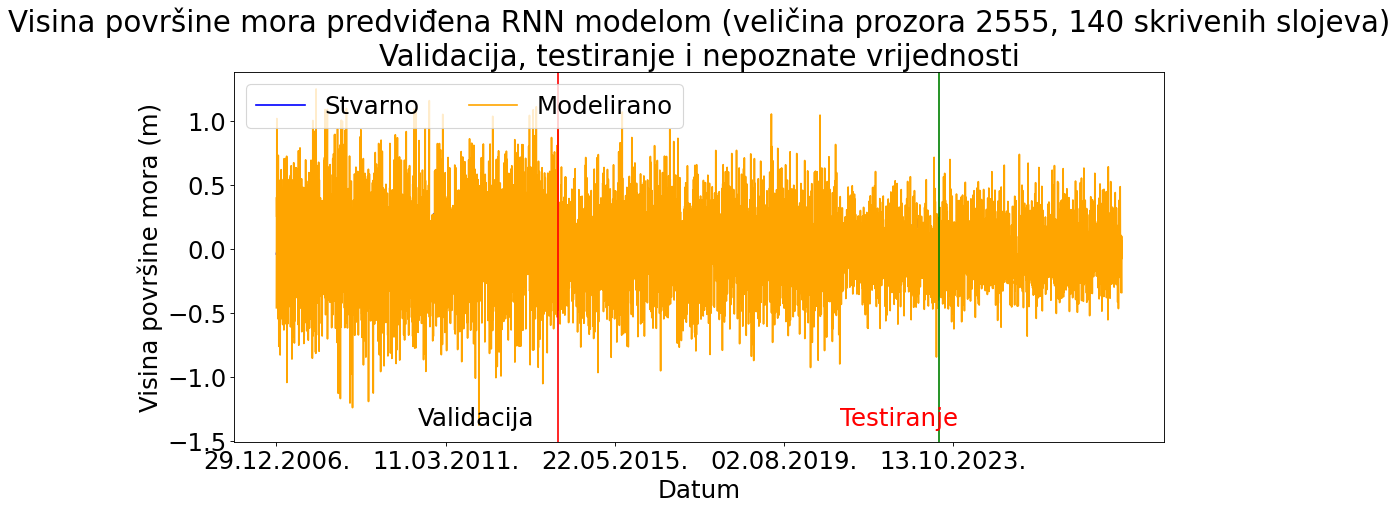 Visina površine mora predviđena RNN modelom (veličina prozora 2555, 140 skrivenih slojeva)
Validacija, testiranje i nepoznate vrijednosti
Stvarno
Modelirano
Visina površine mora (m)
1.0
0.5
0.0
−0.5
−1.0
−1.5
Validacija
Testiranje
29.12.2006.
11.03.2011.
22.05.2015.
02.08.2019.
13.10.2023.
Datum